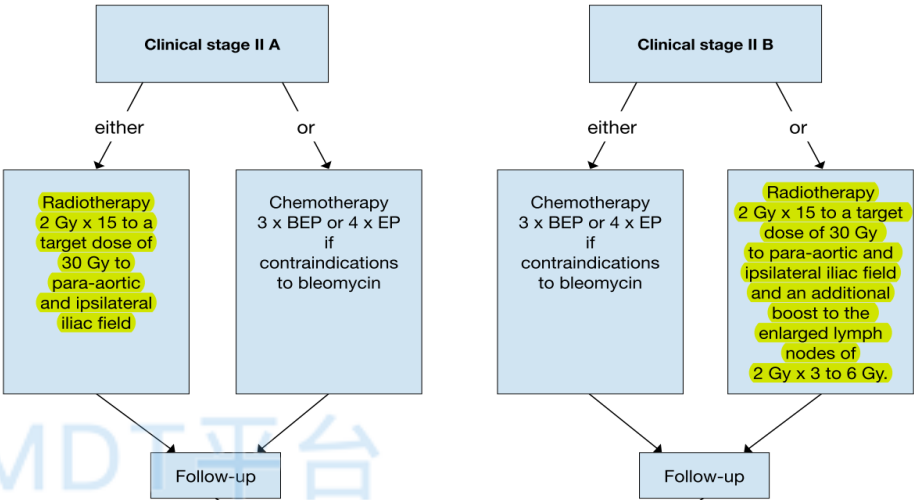 Clinical stage II A
Clinical stage II B
either
or
either
or
Radiotherapy
2 Gy x 15 to a
target dose of
30 Gy to
para-aortic
and ipsilateral
iliac field
Chemotherapy
3 x BEP or 4 x EP
if
contraindications
to bleomycin
Chemotherapy
3 x BEP or 4 x EP
if
contraindications
to bleomycin
Radiotherapy
2 Gy x 15 to a target
dose of 30 Gy
to para-aortic and
ipsilateral iliac field
and an additional
boost to the
enlarged lymph
nodes of
2 Gy x 3 to 6 Gy.
Follow-up
Follow-up
MDT平台